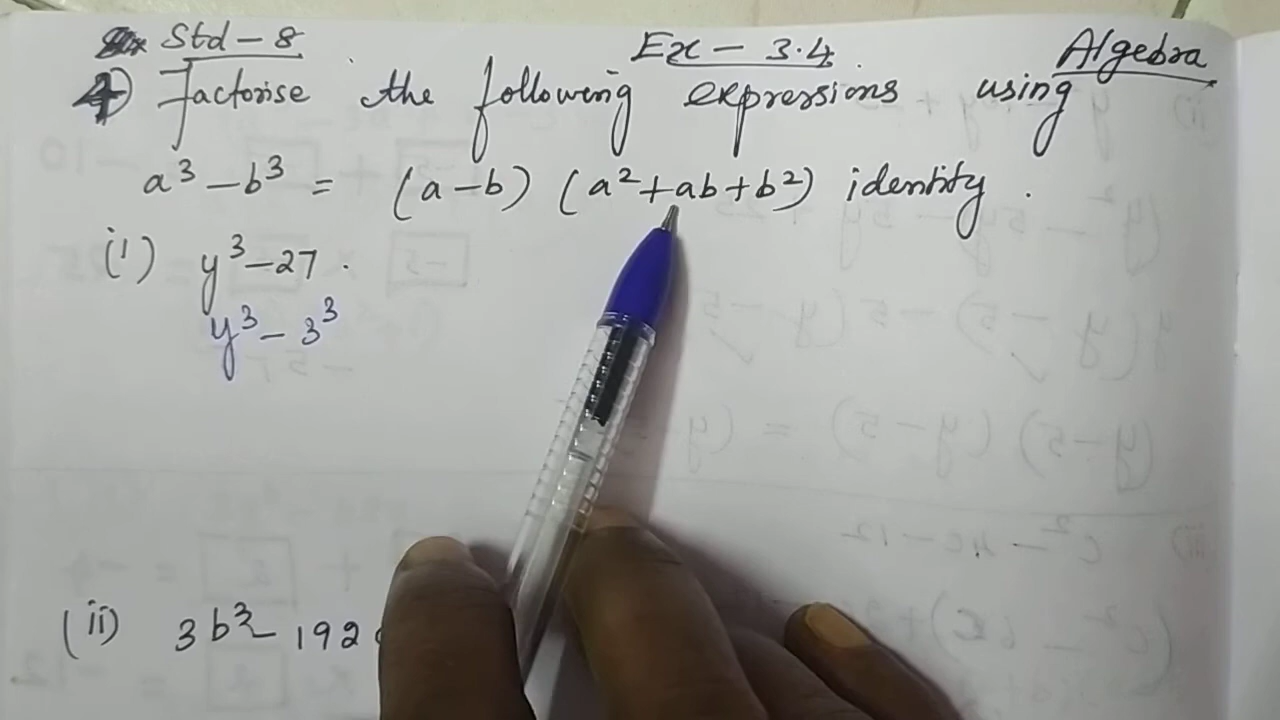 Std - 8 Ex - 3.4 Algebra
4) Factorise the following expressions using
a³ - b³ = (a - b) (a² + ab + b²) identity.
(i) y³ - 27.
y³ - 3³
(ii) 3b³ - 192